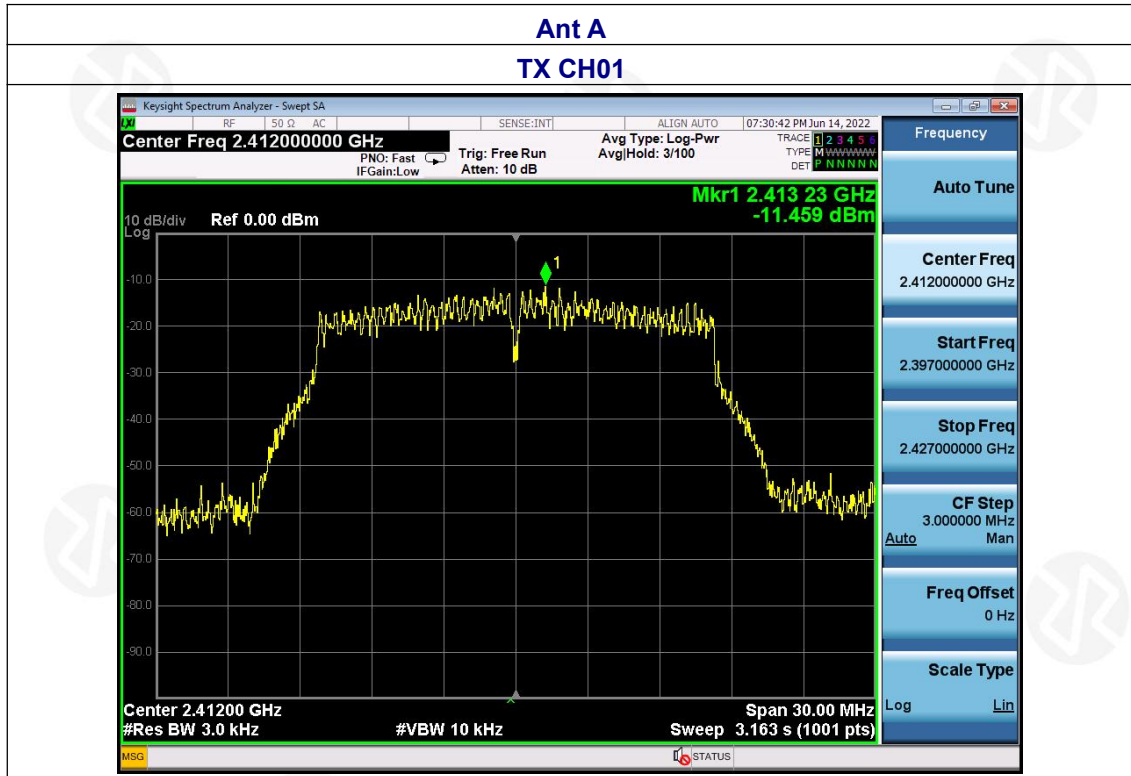 Ant A
TX CH01
Keysight Spectrum Analyzer - Swept SA
LXI RF 50 Ω AC SENSE:INT ALIGN AUTO 07:30:42 PM Jun 14, 2022
Center Freq 2.412000000 GHz
PNO: Fast
IFGain:Low
Trig: Free Run
Atten: 10 dB
Avg Type: Log-Pwr
Avg|Hold: 3/100
TRACE 1 2 3 4 5 6
TYPE M WWWWW
DET P N N N N N
Mkr1 2.413 23 GHz
-11.459 dBm
10 dB/div Ref 0.00 dBm
Log
1
-10.0
-20.0
-30.0
-40.0
-50.0
-60.0
-70.0
-80.0
-90.0
Center 2.41200 GHz Span 30.00 MHz
#Res BW 3.0 kHz #VBW 10 kHz Sweep 3.163 s (1001 pts)
MSG STATUS
Frequency
Auto Tune
Center Freq
2.412000000 GHz
Start Freq
2.397000000 GHz
Stop Freq
2.427000000 GHz
CF Step
3.000000 MHz
Auto Man
Freq Offset
0 Hz
Scale Type
Log Lin